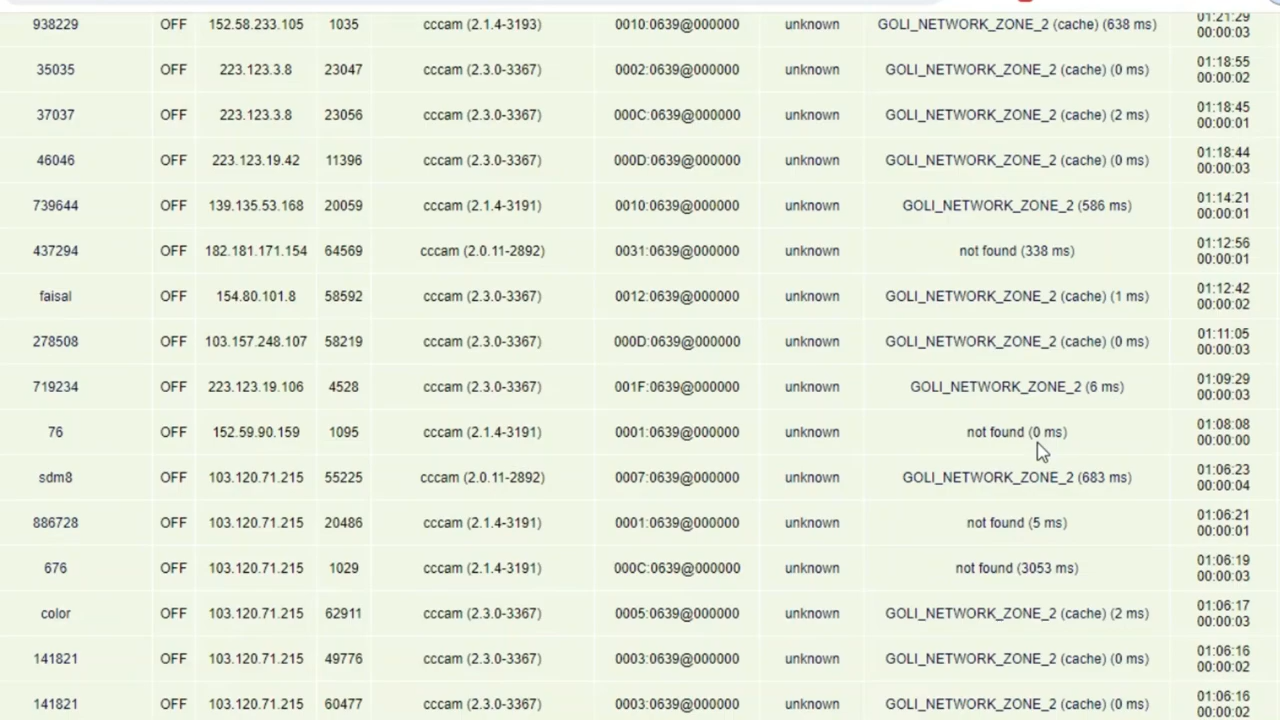 938229 OFF 152.58.233.105 1035 cccam (2.1.4-3193) 0010:0639@000000 unknown GOLI_NETWORK_ZONE_2 (cache) (638 ms) 01:21:29
00:00:03
35035 OFF 223.123.3.8 23047 cccam (2.3.0-3367) 0002:0639@000000 unknown GOLI_NETWORK_ZONE_2 (cache) (0 ms) 01:18:55
00:00:02
37037 OFF 223.123.3.8 23056 cccam (2.3.0-3367) 000C:0639@000000 unknown GOLI_NETWORK_ZONE_2 (cache) (2 ms) 01:18:45
00:00:01
46046 OFF 223.123.19.42 11396 cccam (2.3.0-3367) 000D:0639@000000 unknown GOLI_NETWORK_ZONE_2 (cache) (0 ms) 01:18:44
00:00:03
739644 OFF 139.135.53.168 20059 cccam (2.1.4-3191) 0010:0639@000000 unknown GOLI_NETWORK_ZONE_2 (586 ms) 01:14:21
00:00:01
437294 OFF 182.181.171.154 64569 cccam (2.0.11-2892) 0031:0639@000000 unknown not found (338 ms) 01:12:56
00:00:01
faisal OFF 154.80.101.8 58592 cccam (2.3.0-3367) 0012:0639@000000 unknown GOLI_NETWORK_ZONE_2 (cache) (1 ms) 01:12:42
00:00:02
278508 OFF 103.157.248.107 58219 cccam (2.3.0-3367) 000D:0639@000000 unknown GOLI_NETWORK_ZONE_2 (cache) (0 ms) 01:11:05
00:00:03
719234 OFF 223.123.19.106 4528 cccam (2.3.0-3367) 001F:0639@000000 unknown GOLI_NETWORK_ZONE_2 (6 ms) 01:09:29
00:00:03
76 OFF 152.59.90.159 1095 cccam (2.1.4-3191) 0001:0639@000000 unknown not found (0 ms) 01:08:08
00:00:00
sdm8 OFF 103.120.71.215 55225 cccam (2.0.11-2892) 0007:0639@000000 unknown GOLI_NETWORK_ZONE_2 (683 ms) 01:06:23
00:00:04
886728 OFF 103.120.71.215 20486 cccam (2.1.4-3191) 0001:0639@000000 unknown not found (5 ms) 01:06:21
00:00:01
676 OFF 103.120.71.215 1029 cccam (2.1.4-3191) 000C:0639@000000 unknown not found (3053 ms) 01:06:19
00:00:03
color OFF 103.120.71.215 62911 cccam (2.3.0-3367) 0005:0639@000000 unknown GOLI_NETWORK_ZONE_2 (cache) (2 ms) 01:06:17
00:00:03
141821 OFF 103.120.71.215 49776 cccam (2.3.0-3367) 0003:0639@000000 unknown GOLI_NETWORK_ZONE_2 (cache) (0 ms) 01:06:16
00:00:02
141821 OFF 103.120.71.215 60477 cccam (2.3.0-3367) 0003:0639@000000 unknown GOLI_NETWORK_ZONE_2 (cache) (0 ms) 01:06:16
00:00:02